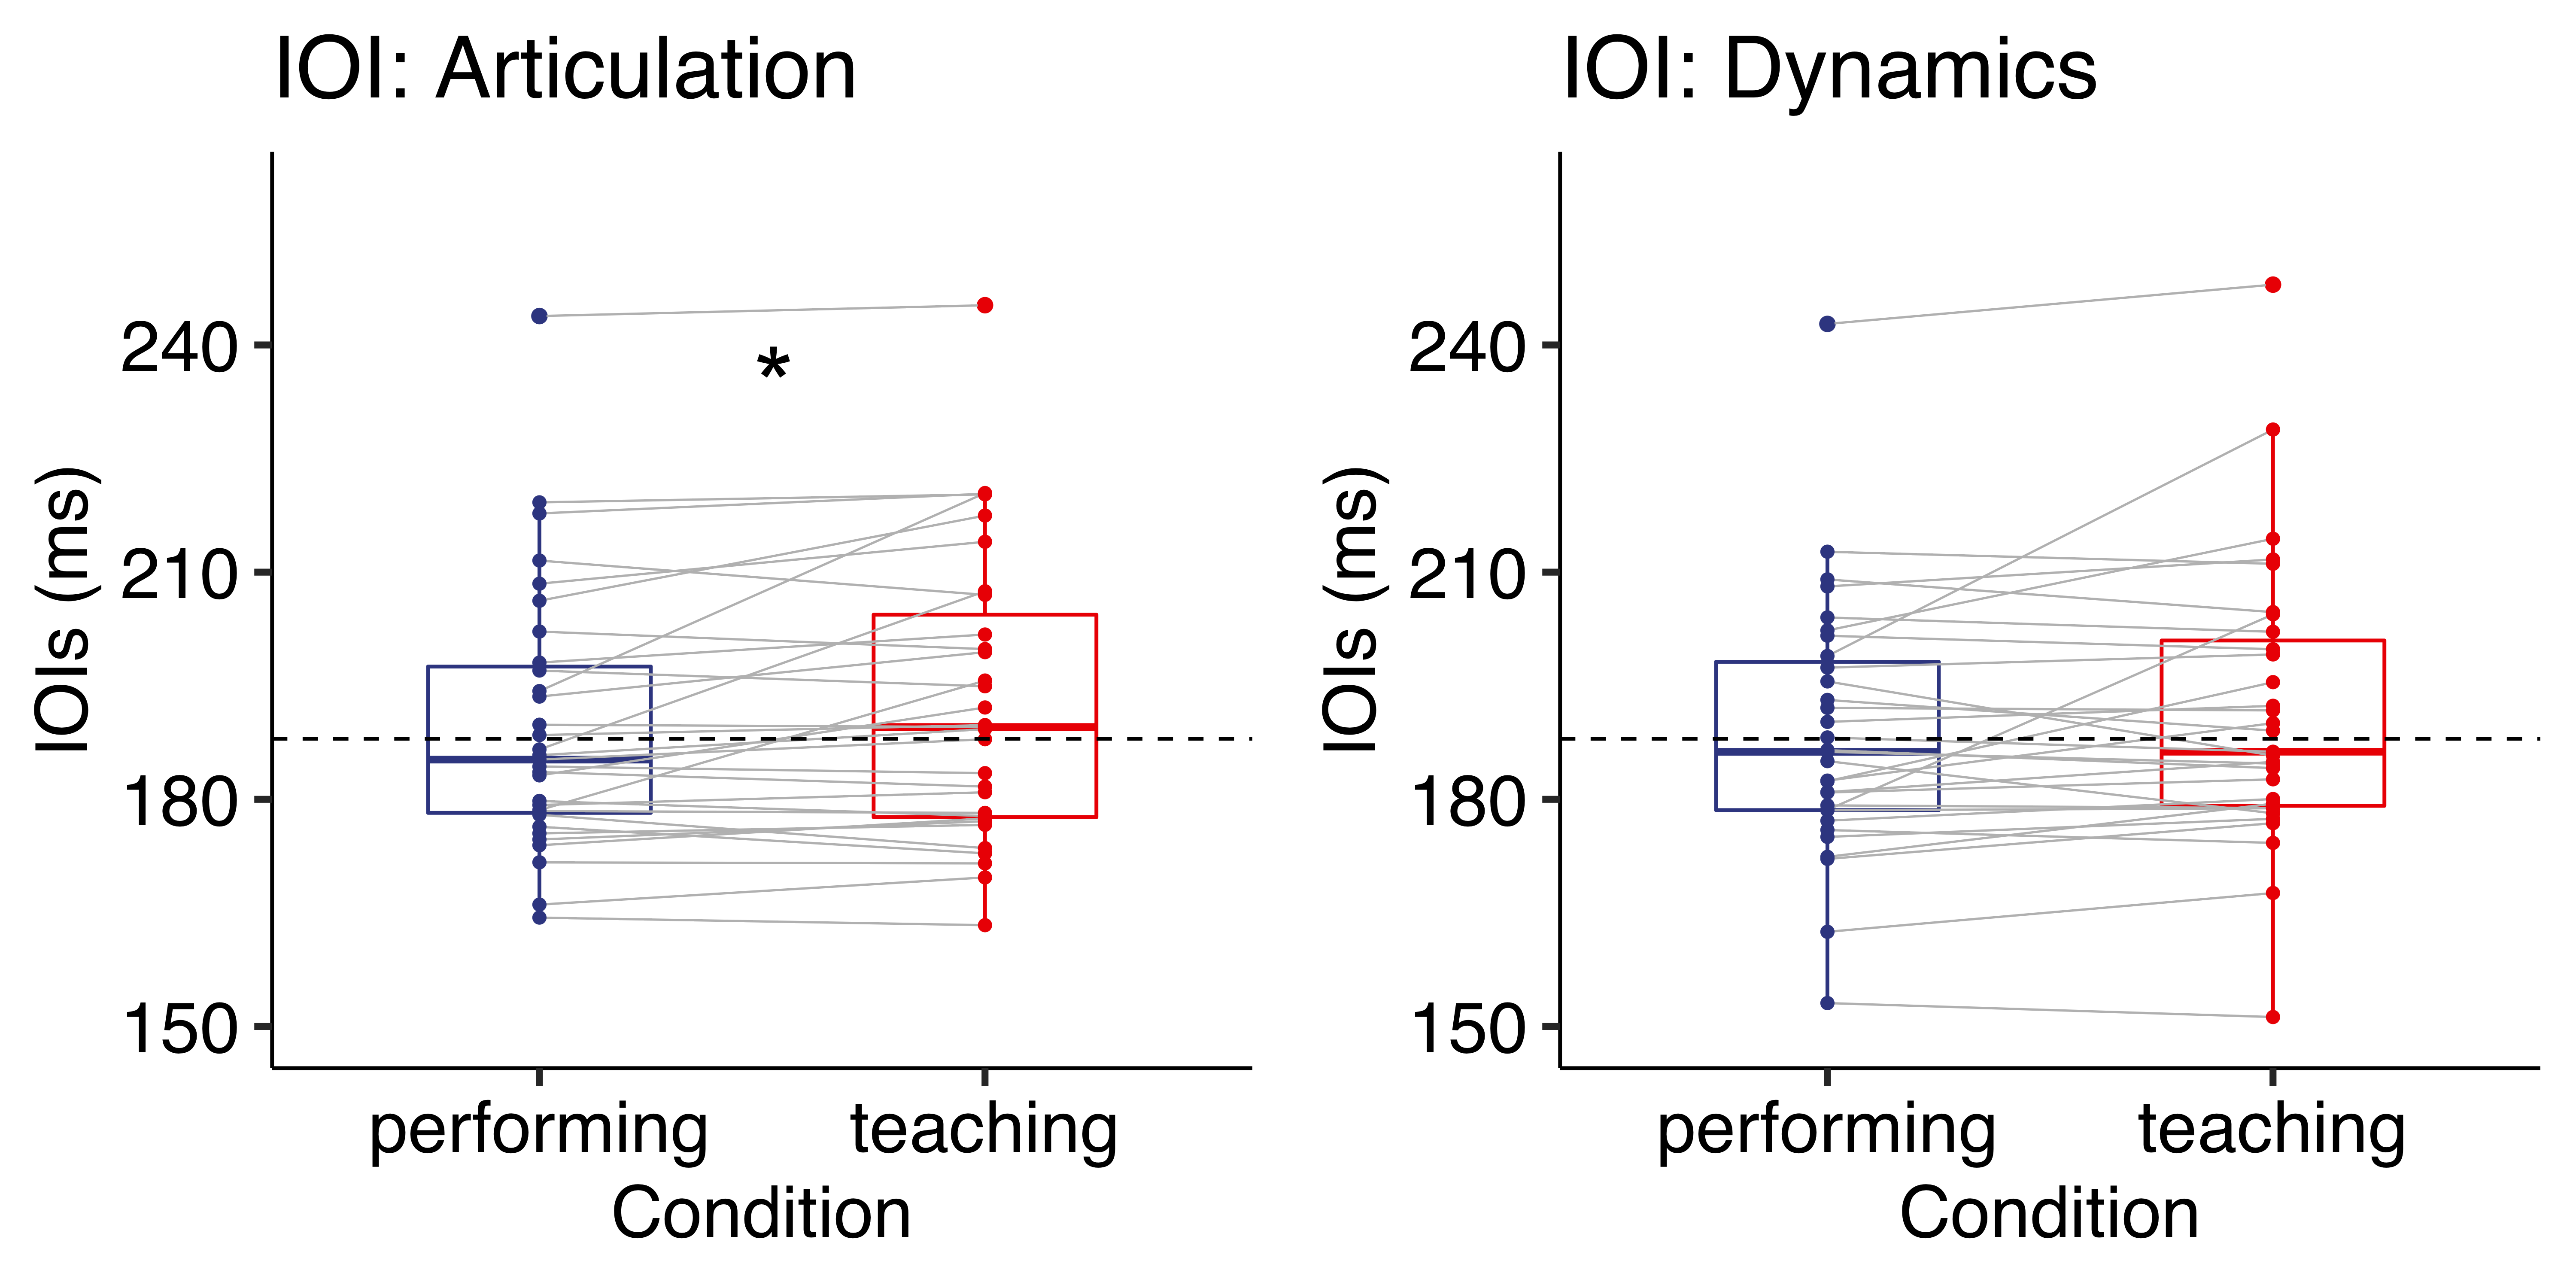 IOI: Articulation
IOIs (ms)
240
210
180
150
*
performing teaching
Condition
IOI: Dynamics
IOIs (ms)
240
210
180
150
performing teaching
Condition